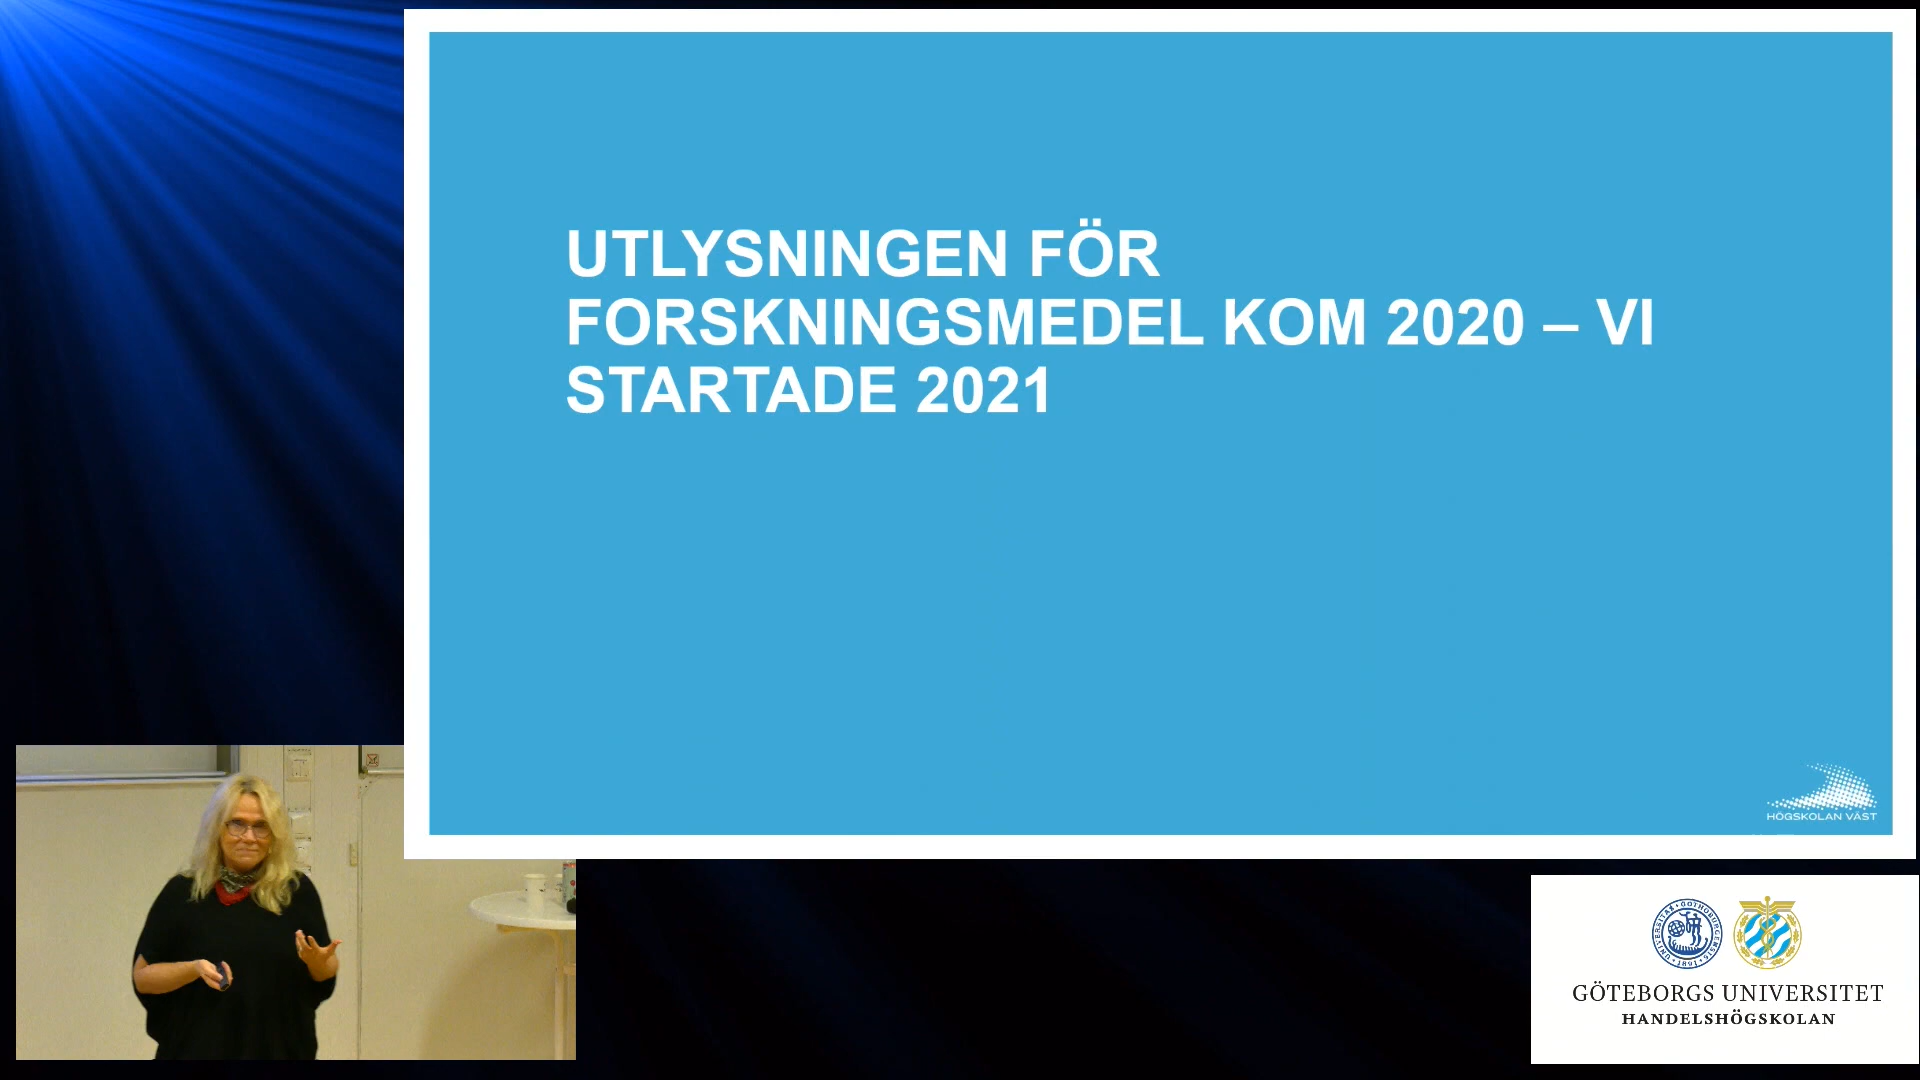 UTLYSNINGEN FÖR
FORSKNINGSMEDEL KOM 2020 – VI
STARTADE 2021
HÖGSKOLAN VÄST
GÖTEBORGS UNIVERSITET
HANDELSHÖGSKOLAN